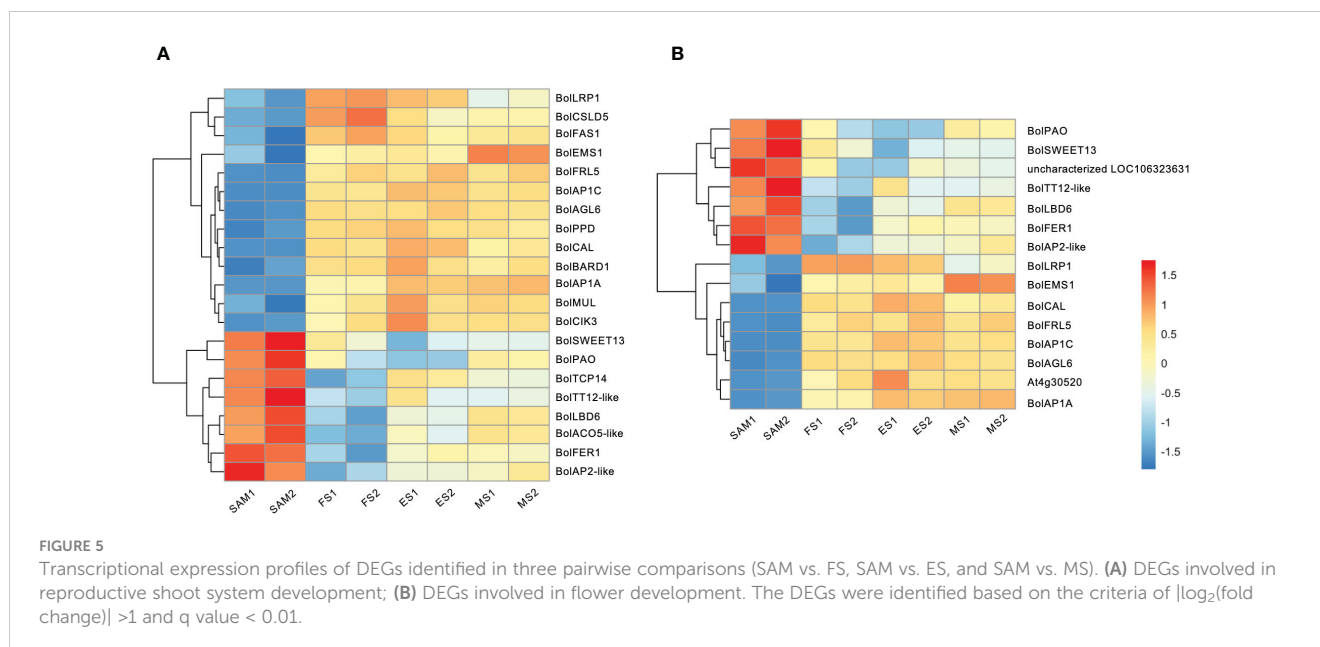 A
BolLRP1
BolCSLD5
BolFAS1
BolEMS1
BolFRL5
BolAP1C
BolAGL6
BolPPD
BolCAL
BolBARD1
BolAP1A
BolMUL
BolCIK3
BolSWEET13
BolPAO
BolTCP14
BolTT12-like
BolLBD6
BolACO5-like
BolFER1
BolAP2-like
SAM1 SAM2 FS1 FS2 ES1 ES2 MS1 MS2
B
BolPAO
BolSWEET13
uncharacterized LOC106323631
BolTT12-like
BolLBD6
BolFER1
BolAP2-like
BolLRP1
BolEMS1
BolCAL
BolFRL5
BolAP1C
BolAGL6
At4g30520
BolAP1A
SAM1 SAM2 FS1 FS2 ES1 ES2 MS1 MS2
1.5
1
0.5
0
-0.5
-1
-1.5
FIGURE 5
Transcriptional expression profiles of DEGs identified in three pairwise comparisons (SAM vs. FS, SAM vs. ES, and SAM vs. MS). (A) DEGs involved in
reproductive shoot system development; (B) DEGs involved in flower development. The DEGs were identified based on the criteria of |log₂(fold
change)| >1 and q value < 0.01.